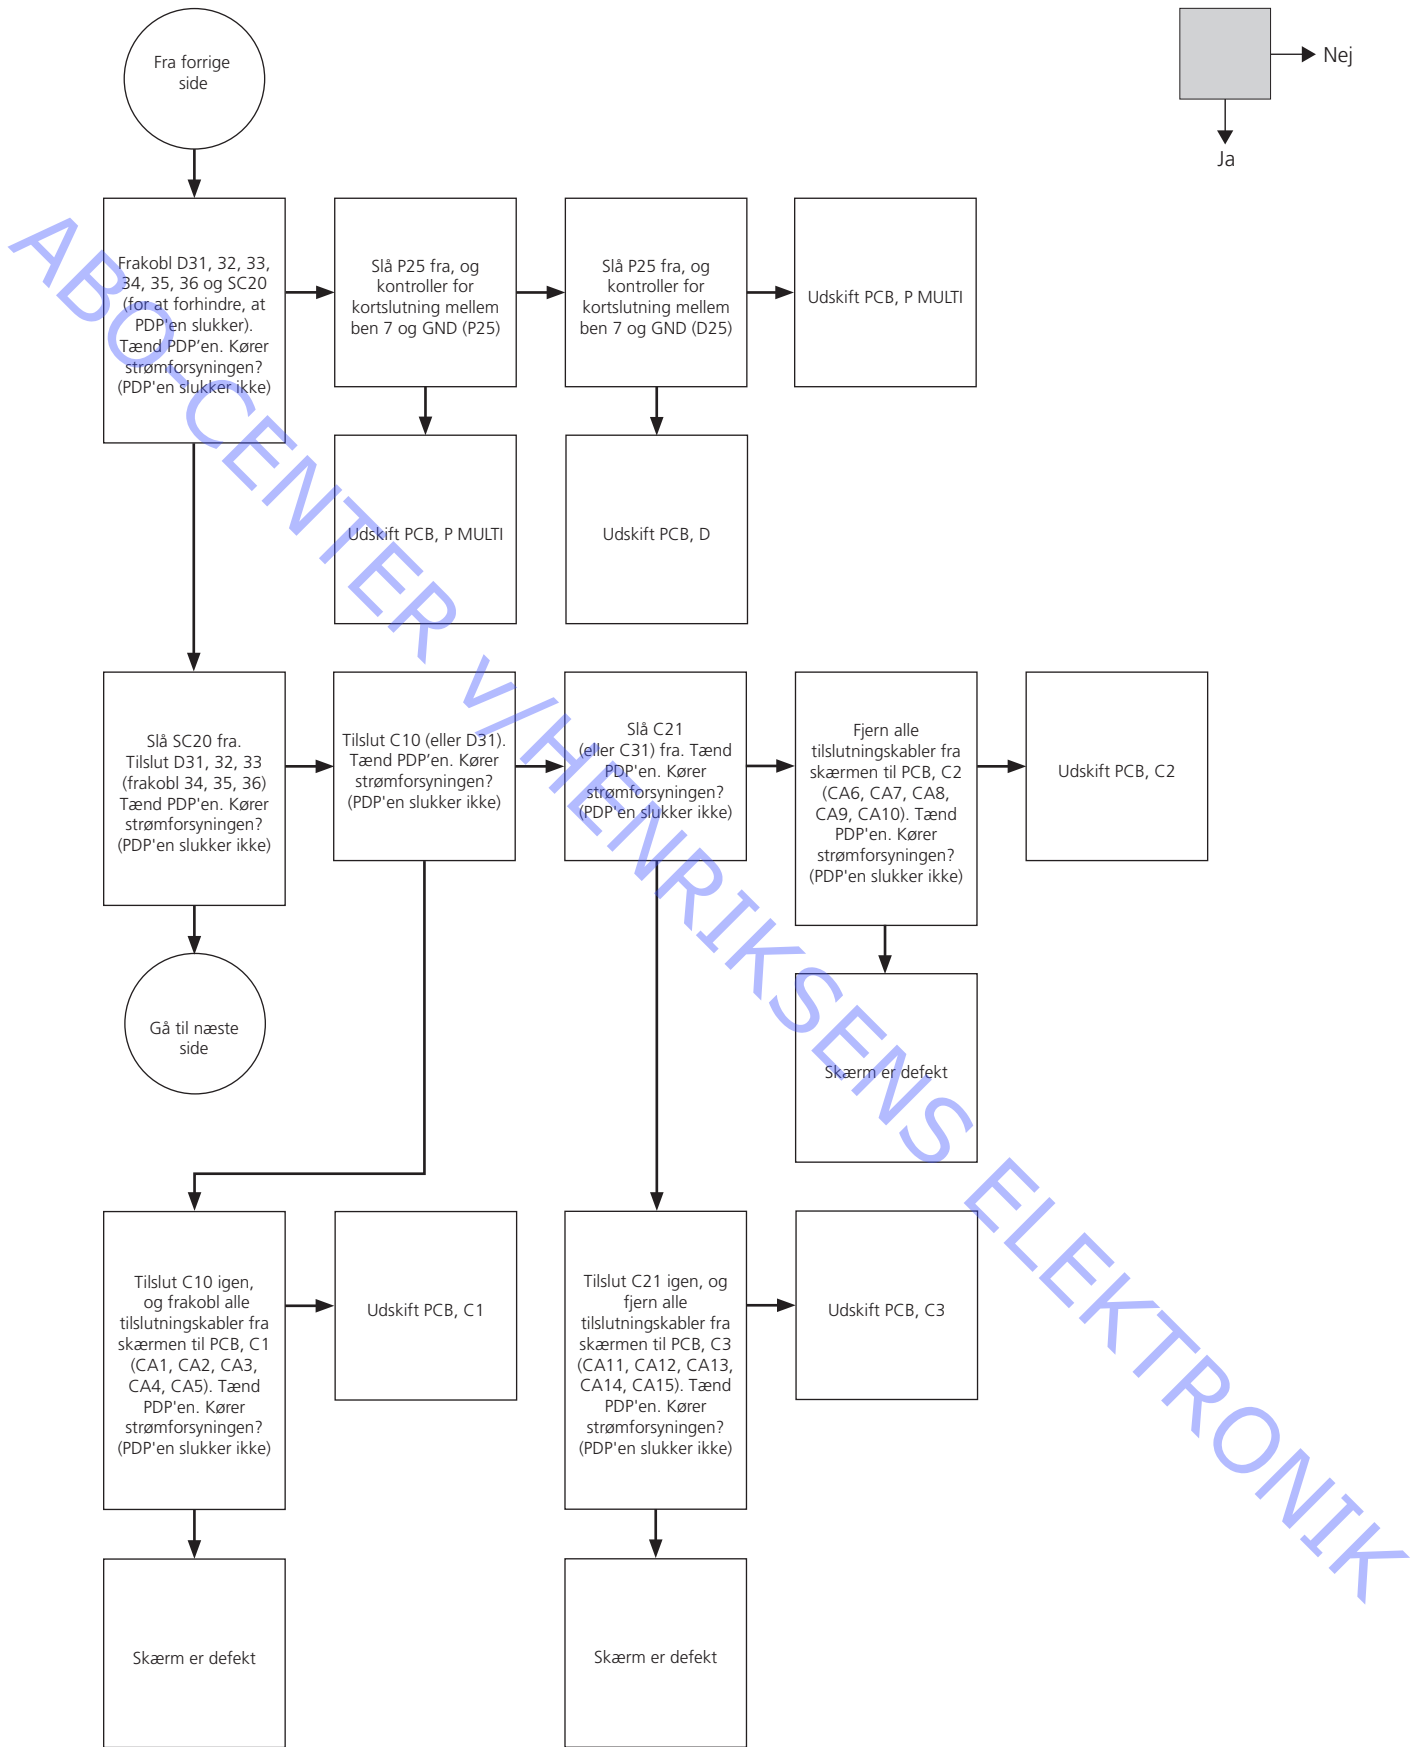 Fra forrige
side
Nej
Ja
Frakobl D31, 32, 33,
34, 35, 36 og SC20
(for at forhindre, at
PDP'en slukker).
Tænd PDP’en. Kører
strømforsyningen?
(PDP'en slukker ikke)
Slå P25 fra, og
kontroller for
kortslutning mellem
ben 7 og GND (P25)
Slå P25 fra, og
kontroller for
kortslutning mellem
ben 7 og GND (D25)
Udskift PCB, P MULTI
Udskift PCB, P MULTI
Udskift PCB, D
Slå SC20 fra.
Tilslut D31, 32, 33
(frakobl 34, 35, 36)
Tænd PDP'en. Kører
strømforsyningen?
(PDP'en slukker ikke)
Tilslut C10 (eller D31).
Tænd PDP’en. Kører
strømforsyningen?
(PDP'en slukker ikke)
Slå C21
(eller C31) fra. Tænd
PDP'en. Kører
strømforsyningen?
(PDP'en slukker ikke)
Fjern alle
tilslutningskabler fra
skærmen til PCB, C2
(CA6, CA7, CA8,
CA9, CA10). Tænd
PDP'en. Kører
strømforsyningen?
(PDP'en slukker ikke)
Udskift PCB, C2
Gå til næste
side
Skærm er defekt
Tilslut C10 igen,
og frakobl alle
tilslutningskabler fra
skærmen til PCB, C1
(CA1, CA2, CA3,
CA4, CA5). Tænd
PDP'en. Kører
strømforsyningen?
(PDP'en slukker ikke)
Udskift PCB, C1
Tilslut C21 igen, og
fjern alle
tilslutningskabler fra
skærmen til PCB, C3
(CA11, CA12, CA13,
CA14, CA15). Tænd
PDP'en. Kører
strømforsyningen?
(PDP'en slukker ikke)
Udskift PCB, C3
Skærm er defekt
Skærm er defekt
ABO-CENTER v/HENRIKSENS ELEKTRONIK